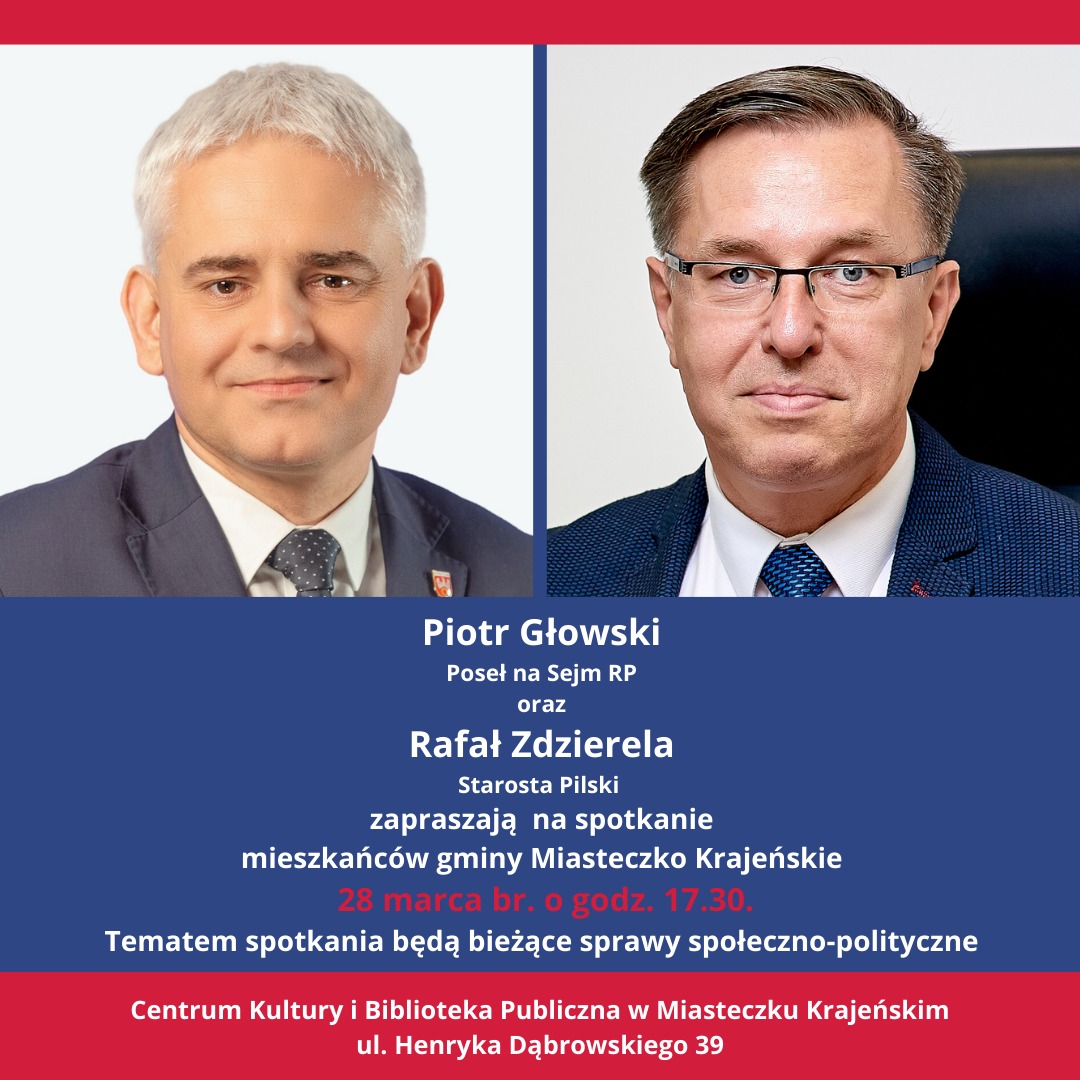 Piotr Głowski
Poseł na Sejm RP
oraz
Rafał Zdzierela
Starosta Pilski
zapraszają na spotkanie
mieszkańców gminy Miasteczko Krajeńskie
28 marca br. o godz. 17.30.
Tematem spotkania będą bieżące sprawy społeczno-polityczne
Centrum Kultury i Biblioteka Publiczna w Miasteczku Krajeńskim
ul. Henryka Dąbrowskiego 39